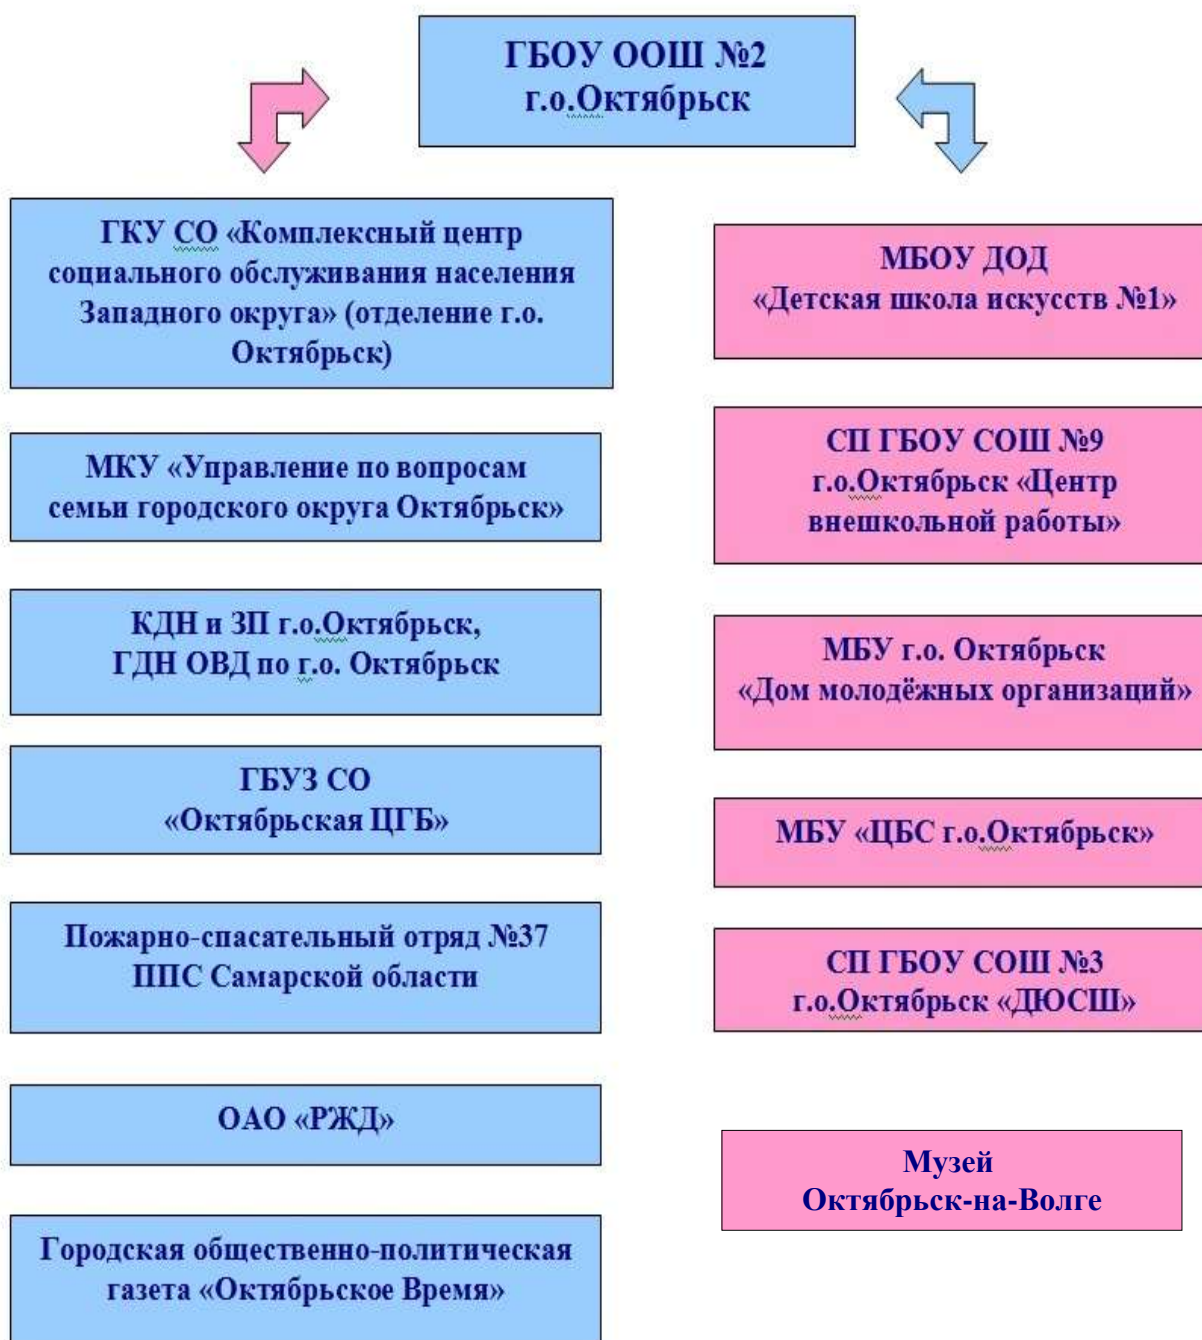 ГБОУ ООШ №2
г.о.Октябрьск
ГКУ СО «Комплексный центр
социального обслуживания населения
Западного округа» (отделение г.о.
Октябрьск)
МКУ «Управление по вопросам
семьи городского округа Октябрьск»
КДН и ЗП г.о.Октябрьск,
ГДН ОВД по г.о. Октябрьск
ГБУЗ СО
«Октябрьская ЦГБ»
Пожарно-спасательный отряд №37
ППС Самарской области
ОАО «РЖД»
Городская общественно-политическая
газета «Октябрьское Время»
МБОУ ДОД
«Детская школа искусств №1»
СП ГБОУ СОШ №9
г.о.Октябрьск «Центр
внешкольной работы»
МБУ г.о. Октябрьск
«Дом молодёжных организаций»
МБУ «ЦБС г.о.Октябрьск»
СП ГБОУ СОШ №3
г.о.Октябрьск «ДЮСШ»
Музей
Октябрьск-на-Волге